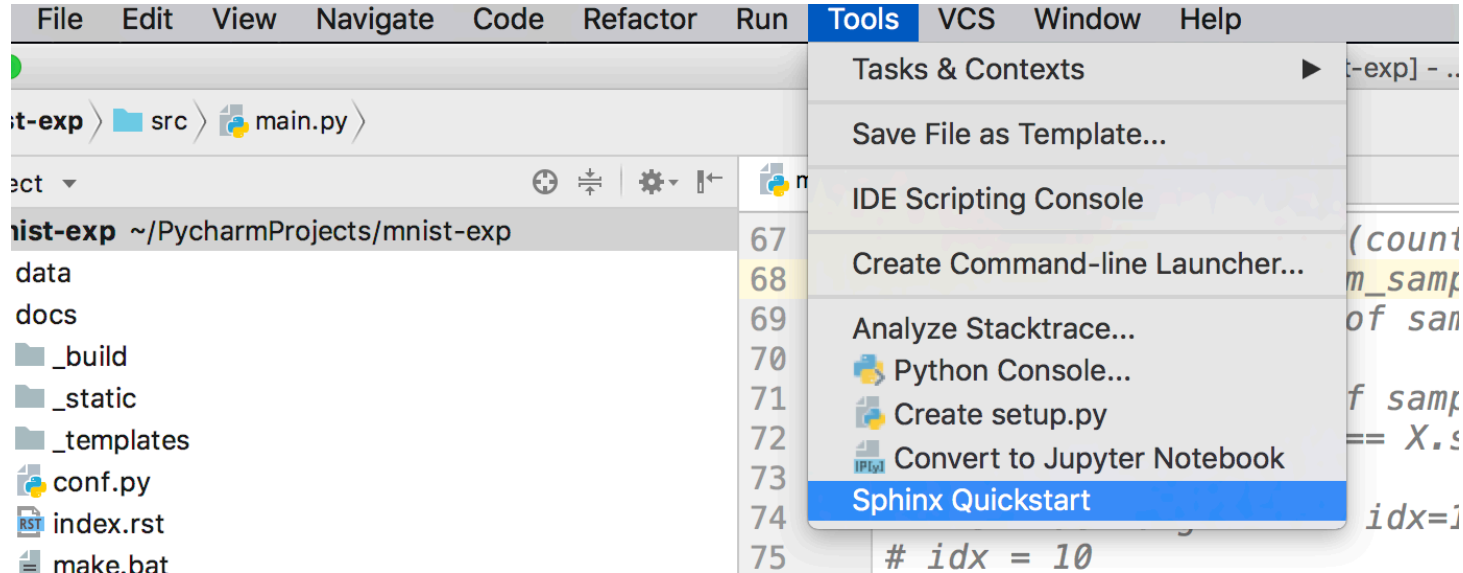 File Edit View Navigate Code Refactor Run Tools VCS Window Help
Tasks & Contexts
t-exp] - ..
st-exp src main.py
Save File as Template...
ect
m
IDE Scripting Console
nist-exp ~/PycharmProjects/mnist-exp
67 (count
data
Create Command-line Launcher...
68 m_samp
docs
69 of sam
Analyze Stacktrace...
_build
70
Python Console...
_static
71 f samp
Create setup.py
_templates
72 == X.s
Convert to Jupyter Notebook
conf.py
73
Sphinx Quickstart
index.rst
74 idx=1
make.bat
75 # idx = 10